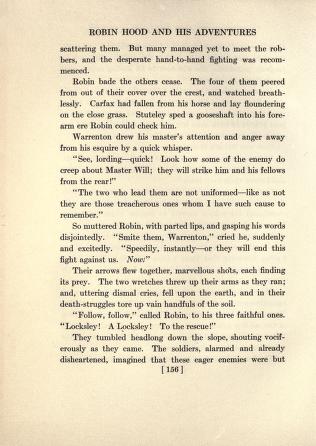 ROBIN HOOD AND HIS ADVENTURES
scattering them. But many managed yet to meet the rob-
bers, and the desperate hand-to-hand fighting was recom-
menced.
Robin bade the others cease. The four of them peered
from out of their cover over the crest, and watched breath-
lessly. Carfax had fallen from his horse and lay floundering
on the close grass. Stuteley sped a gooseshaft into his fore-
arm ere Robin could check him.
Warrenton drew his master's attention and anger away
from his esquire by a quick whisper.
"See, lording—quick! Look how some of the enemy do
creep about Master Will; they will strike him and his fellows
from the rear!"
"The two who lead them are not uniformed—like as not
they are those treacherous ones whom I have such cause to
remember."
So muttered Robin, with parted lips, and gasping his words
disjointedly. "Smite them, Warrenton," cried he, suddenly
and excitedly. "Speedily, instantly—or they will end this
fight against us. Now!"
Their arrows flew together, marvellous shots, each finding
its prey. The two wretches threw up their arms as they ran;
and, uttering dismal cries, fell upon the earth, and in their
death-struggles tore up vain handfuls of the soil.
"Follow, follow," called Robin, to his three faithful ones.
"Locksley! A Locksley! To the rescue!"
They tumbled headlong down the slope, shouting vocif-
erously as they came. The soldiers, alarmed and already
disheartened, imagined that these eager enemies were but
[156]